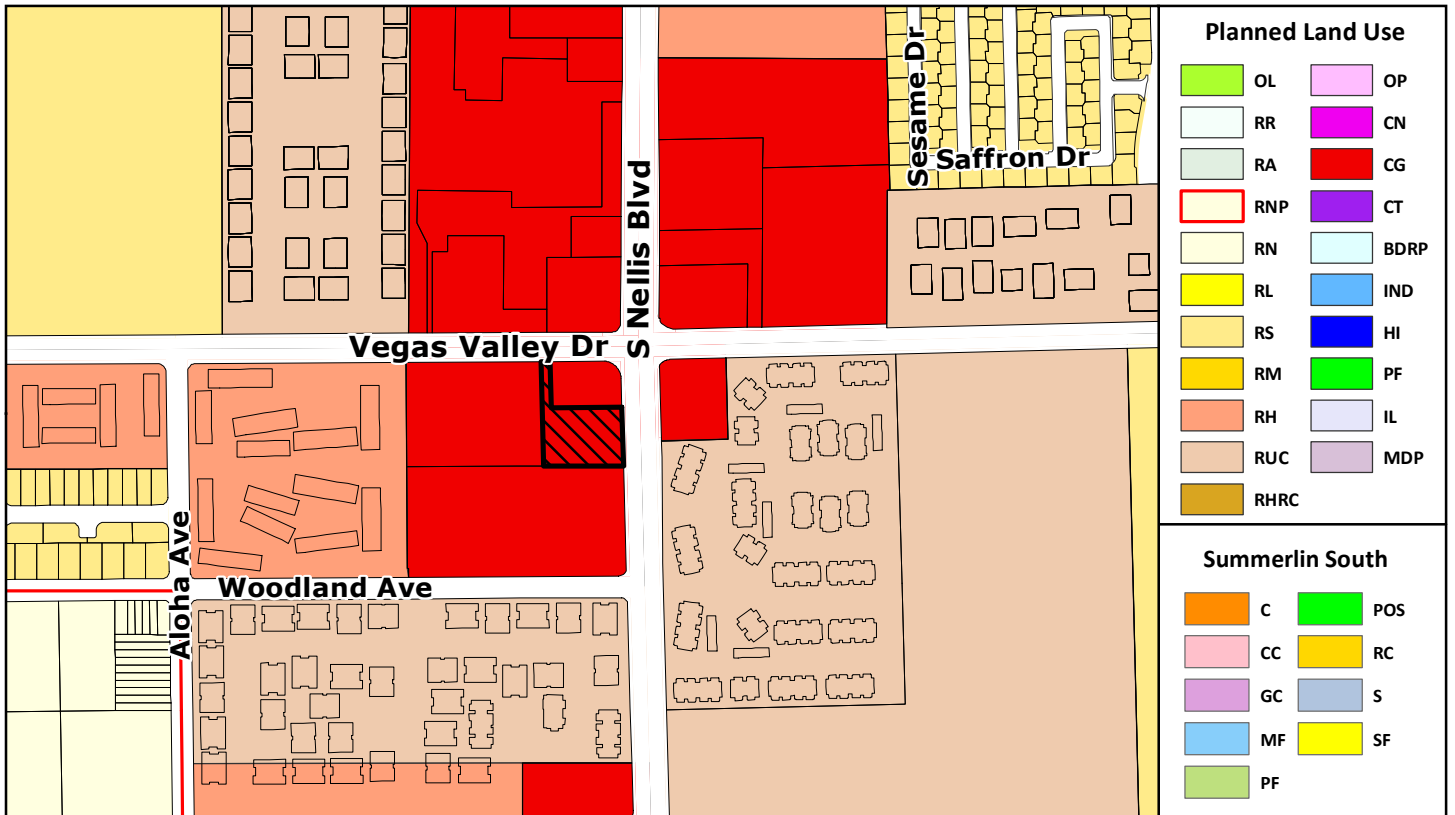 Sesame Dr
Saffron Dr
S Nellis Blvd
Vegas Valley Dr
Aloha Ave
Woodland Ave
Planned Land Use
OL
OP
RR
CN
RA
CG
RNP
CT
RN
BDRP
RL
IND
RS
HI
RM
PF
RH
IL
RUC
MDP
RHRC
Summerlin South
C
POS
CC
RC
GC
S
MF
SF
PF